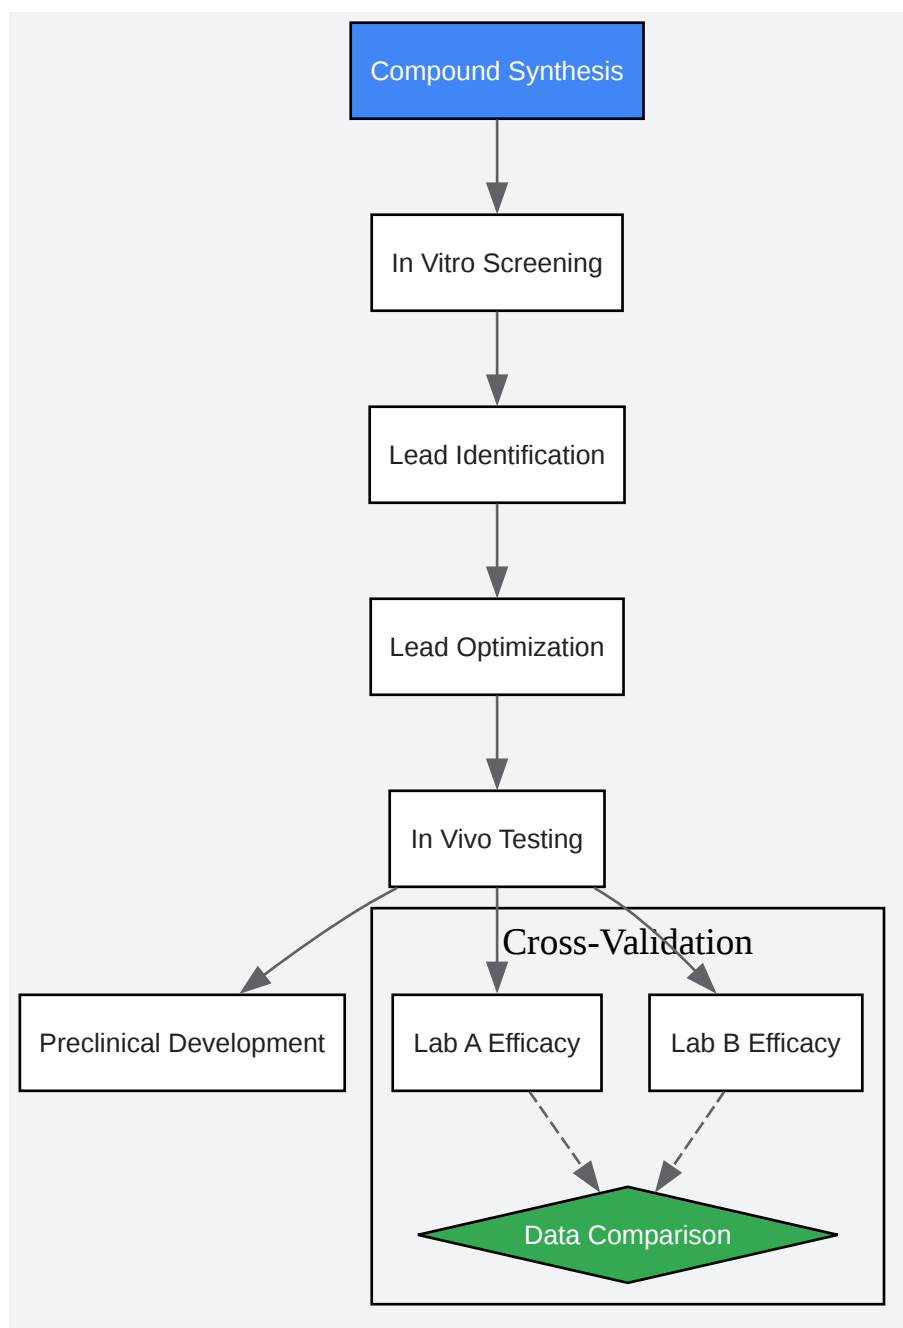 Compound Synthesis
In Vitro Screening
Lead Identification
Lead Optimization
In Vivo Testing
Cross-Validation
Preclinical Development
Lab A Efficacy
Lab B Efficacy
Data Comparison